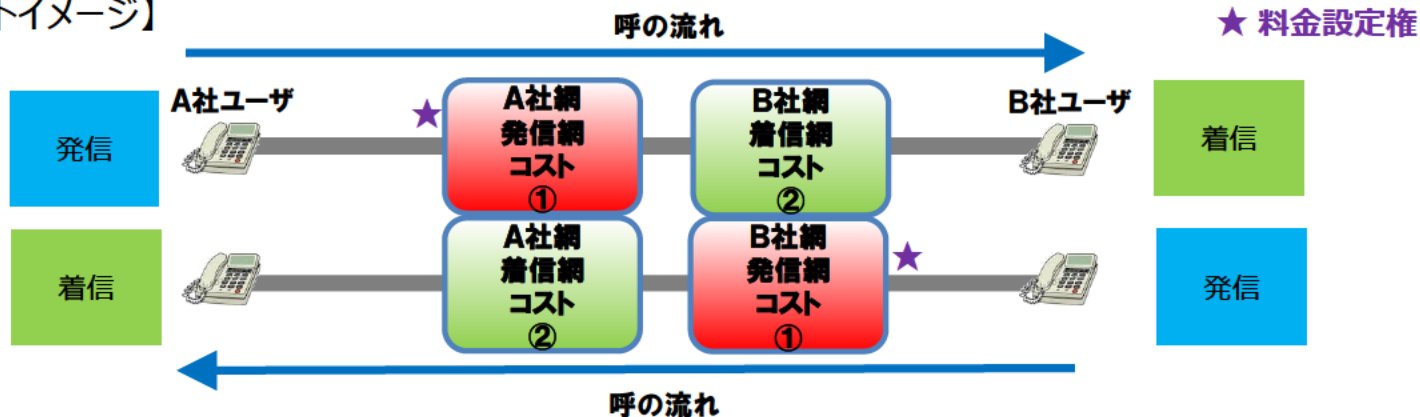 トイメージ】
呼の流れ
★ 料金設定権
発信
A社ユーザ
★
A社網
発信網
コスト
①
B社網
着信網
コスト
②
B社ユーザ
着信
着信
A社網
着信網
コスト
②
B社網
発信網
コスト
①
★
発信
呼の流れ